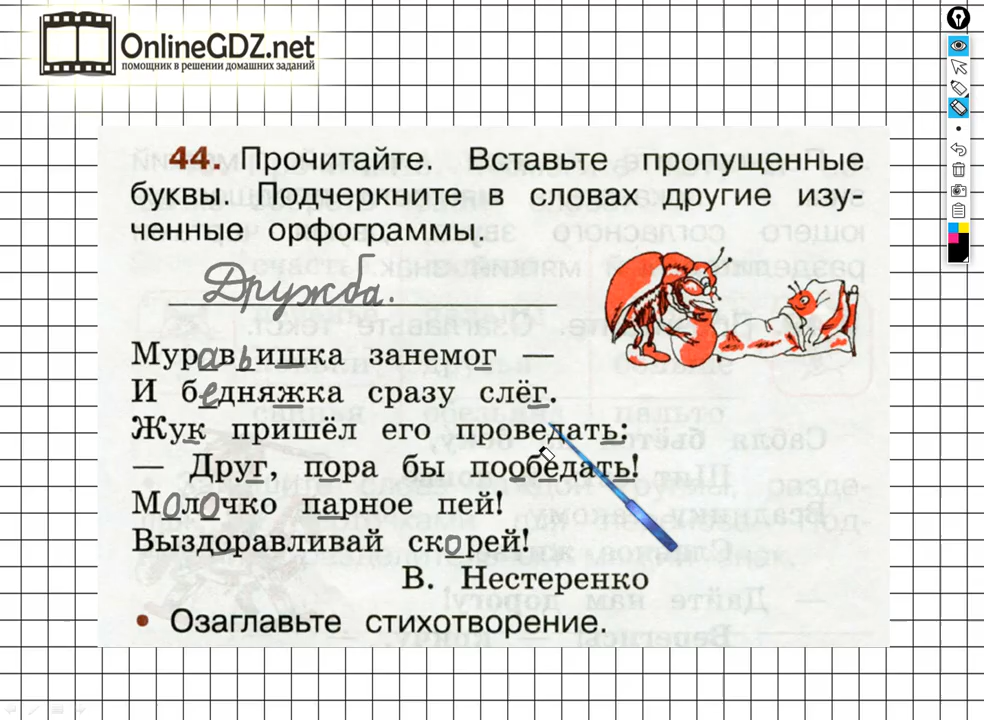 OnlineGDZ.net
помощник в решении домашних заданий
44. Прочитайте. Вставьте пропущенные
буквы. Подчеркните в словах другие изу-
ченные орфограммы.
Дружба.
Муравьишка занемог —
И бедняжка сразу слёг.
Жук пришёл его проведать:
— Друг, пора бы пообедать!
Молочко парное пей!
Выздоравливай скорей!
В. Нестеренко
• Озаглавьте стихотворение.